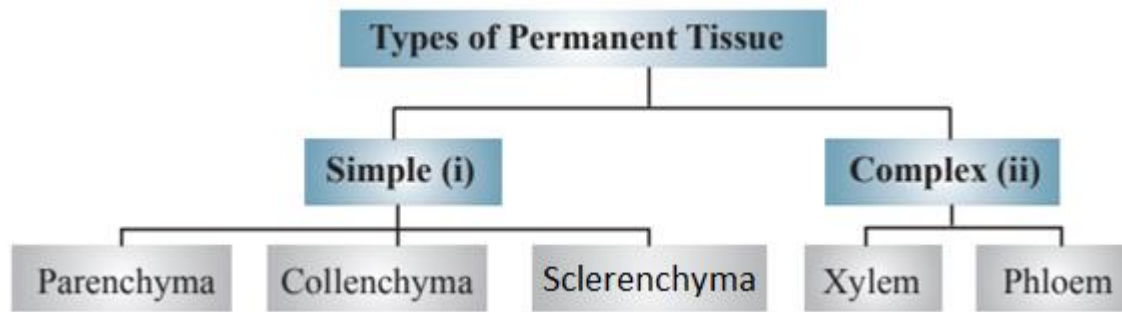 Types of Permanent Tissue
Simple (i)
Complex (ii)
Parenchyma
Collenchyma
Sclerenchyma
Xylem
Phloem